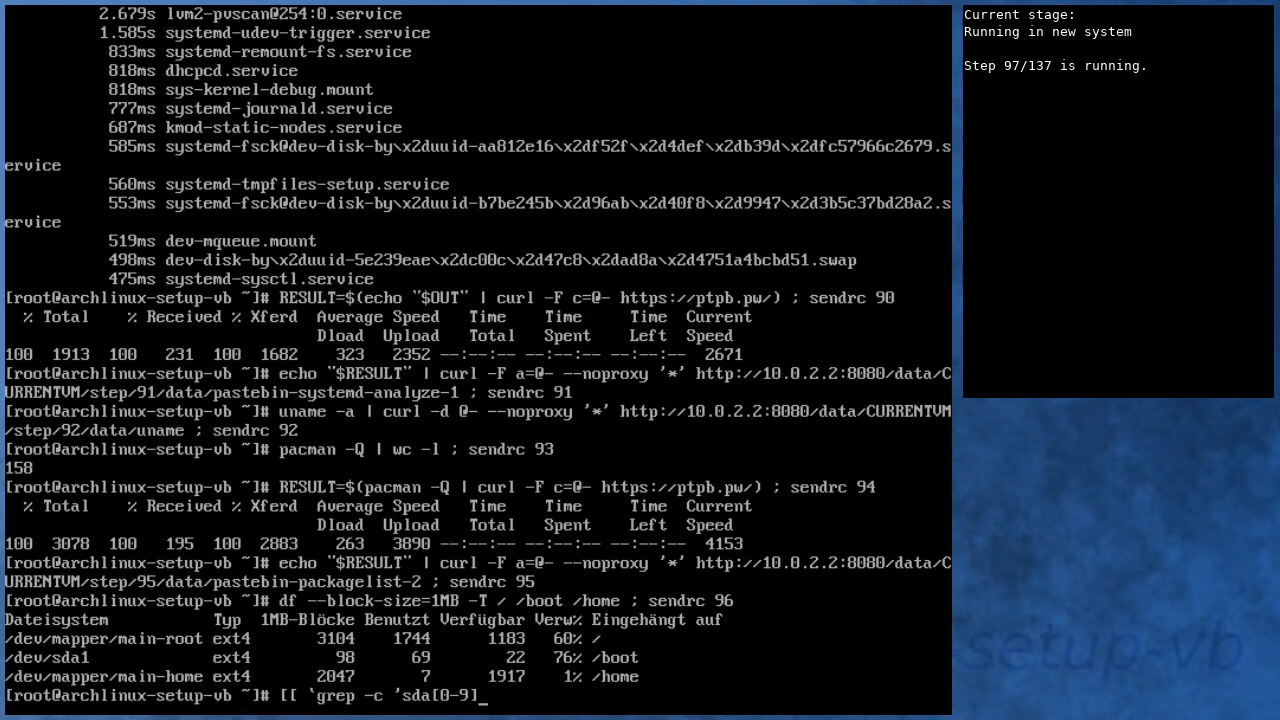 2.679s lvm2-pvscan@254:0.service
1.585s systemd-udev-trigger.service
833ms systemd-remount-fs.service
818ms dhcpcd.service
818ms sys-kernel-debug.mount
777ms systemd-journald.service
687ms kmod-static-nodes.service
585ms systemd-fsck@dev-disk-by\x2duuid-aa812e16\x2df52f\x2d4def\x2db39d\x2dfc57966c2679.s
ervice
560ms systemd-tmpfiles-setup.service
553ms systemd-fsck@dev-disk-by\x2duuid-b7be245b\x2d96ab\x2d40f8\x2d9947\x2d3b5c37bd28a2.s
ervice
519ms dev-mqueue.mount
498ms dev-disk-by\x2duuid-5e239eae\x2dc00c\x2d47c8\x2dad8a\x2d4751a4bcbd51.swap
475ms systemd-sysctl.service
[root@archlinux-setup-vb ~]# RESULT=$(echo "$OUT" | curl -F c=@- https://ptpb.pw/) ; sendrc 90
% Total    % Received % Xferd  Average Speed   Time    Time     Time  Current
Dload  Upload   Total   Spent    Left  Speed
100  1913  100   231  100  1682    323   2352 --:--:-- --:--:-- --:--:--  2671
[root@archlinux-setup-vb ~]# echo "$RESULT" | curl -F a=@- --noproxy '*' http://10.0.2.2:8080/data/C
URRENTVM/step/91/data/pastebin-systemd-analyze-1 ; sendrc 91
[root@archlinux-setup-vb ~]# uname -a | curl -d @- --noproxy '*' http://10.0.2.2:8080/data/CURRENTVM
/step/92/data/uname ; sendrc 92
[root@archlinux-setup-vb ~]# pacman -Q | wc -l ; sendrc 93
158
[root@archlinux-setup-vb ~]# RESULT=$(pacman -Q | curl -F c=@- https://ptpb.pw/) ; sendrc 94
% Total    % Received % Xferd  Average Speed   Time    Time     Time  Current
Dload  Upload   Total   Spent    Left  Speed
100  3078  100   195  100  2883    263   3890 --:--:-- --:--:-- --:--:--  4153
[root@archlinux-setup-vb ~]# echo "$RESULT" | curl -F a=@- --noproxy '*' http://10.0.2.2:8080/data/C
URRENTVM/step/95/data/pastebin-packagelist-2 ; sendrc 95
[root@archlinux-setup-vb ~]# df --block-size=1MB -T / /boot /home ; sendrc 96
Dateisystem           Typ  1MB-Blöcke Benutzt Verfügbar Verw% Eingehängt auf
/dev/mapper/main-root ext4       3104    1744      1183   60% /
/dev/sda1             ext4         98      69        22   76% /boot
/dev/mapper/main-home ext4       2047       7      1917    1% /home
[root@archlinux-setup-vb ~]# [[ `grep -c 'sda[0-9]_
Current stage:
Running in new system
Step 97/137 is running.
setup-vb